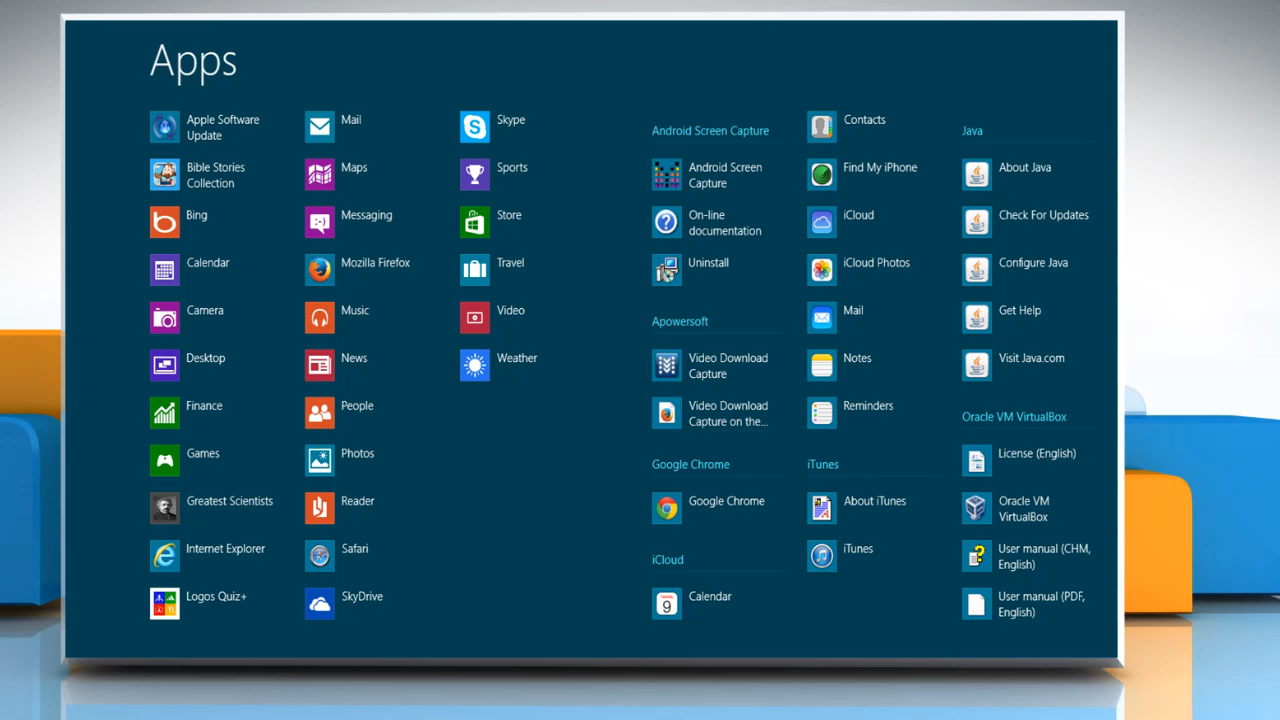 Apps
Apple Software
Update
Bible Stories
Collection
Bing
Calendar
Camera
Desktop
Finance
Games
Greatest Scientists
Internet Explorer
Logos Quiz+
Mail
Maps
Messaging
Mozilla Firefox
Music
News
People
Photos
Reader
Safari
SkyDrive
Skype
Sports
Store
Travel
Video
Weather
Android Screen Capture
Android Screen
Capture
On-line
documentation
Uninstall
Apowersoft
Video Download
Capture
Video Download
Capture on the...
Google Chrome
Google Chrome
iCloud
9
Calendar
Contacts
Find My iPhone
iCloud
iCloud Photos
Mail
Notes
Reminders
iTunes
About iTunes
iTunes
Java
About Java
Check For Updates
Configure Java
Get Help
Visit Java.com
Oracle VM VirtualBox
License (English)
Oracle VM
VirtualBox
User manual (CHM,
English)
User manual (PDF,
English)